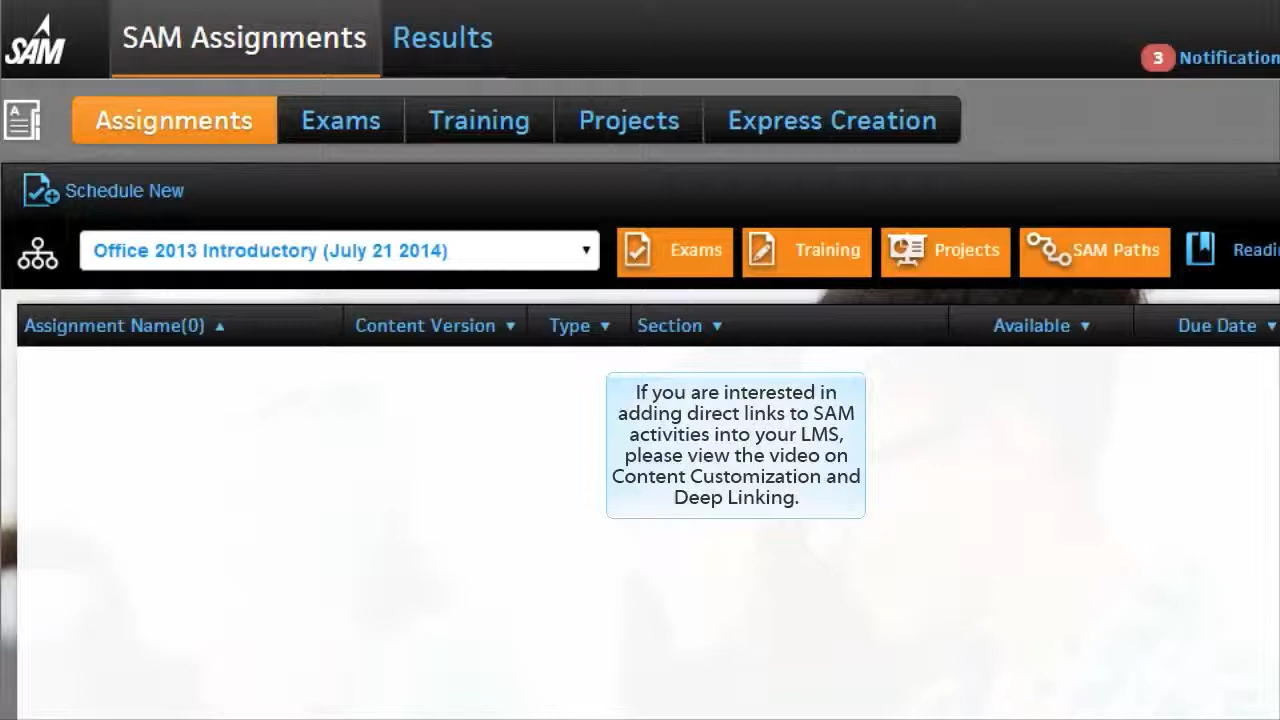 SAM
SAM Assignments
Results
3
Notification
A
Assignments
Exams
Training
Projects
Express Creation
Schedule New
Office 2013 Introductory (July 21 2014)
Exams
Training
Projects
SAM Paths
Readi
Assignment Name(0)
Content Version
Type
Section
Available
Due Date
If you are interested in
adding direct links to SAM
activities into your LMS,
please view the video on
Content Customization and
Deep Linking.